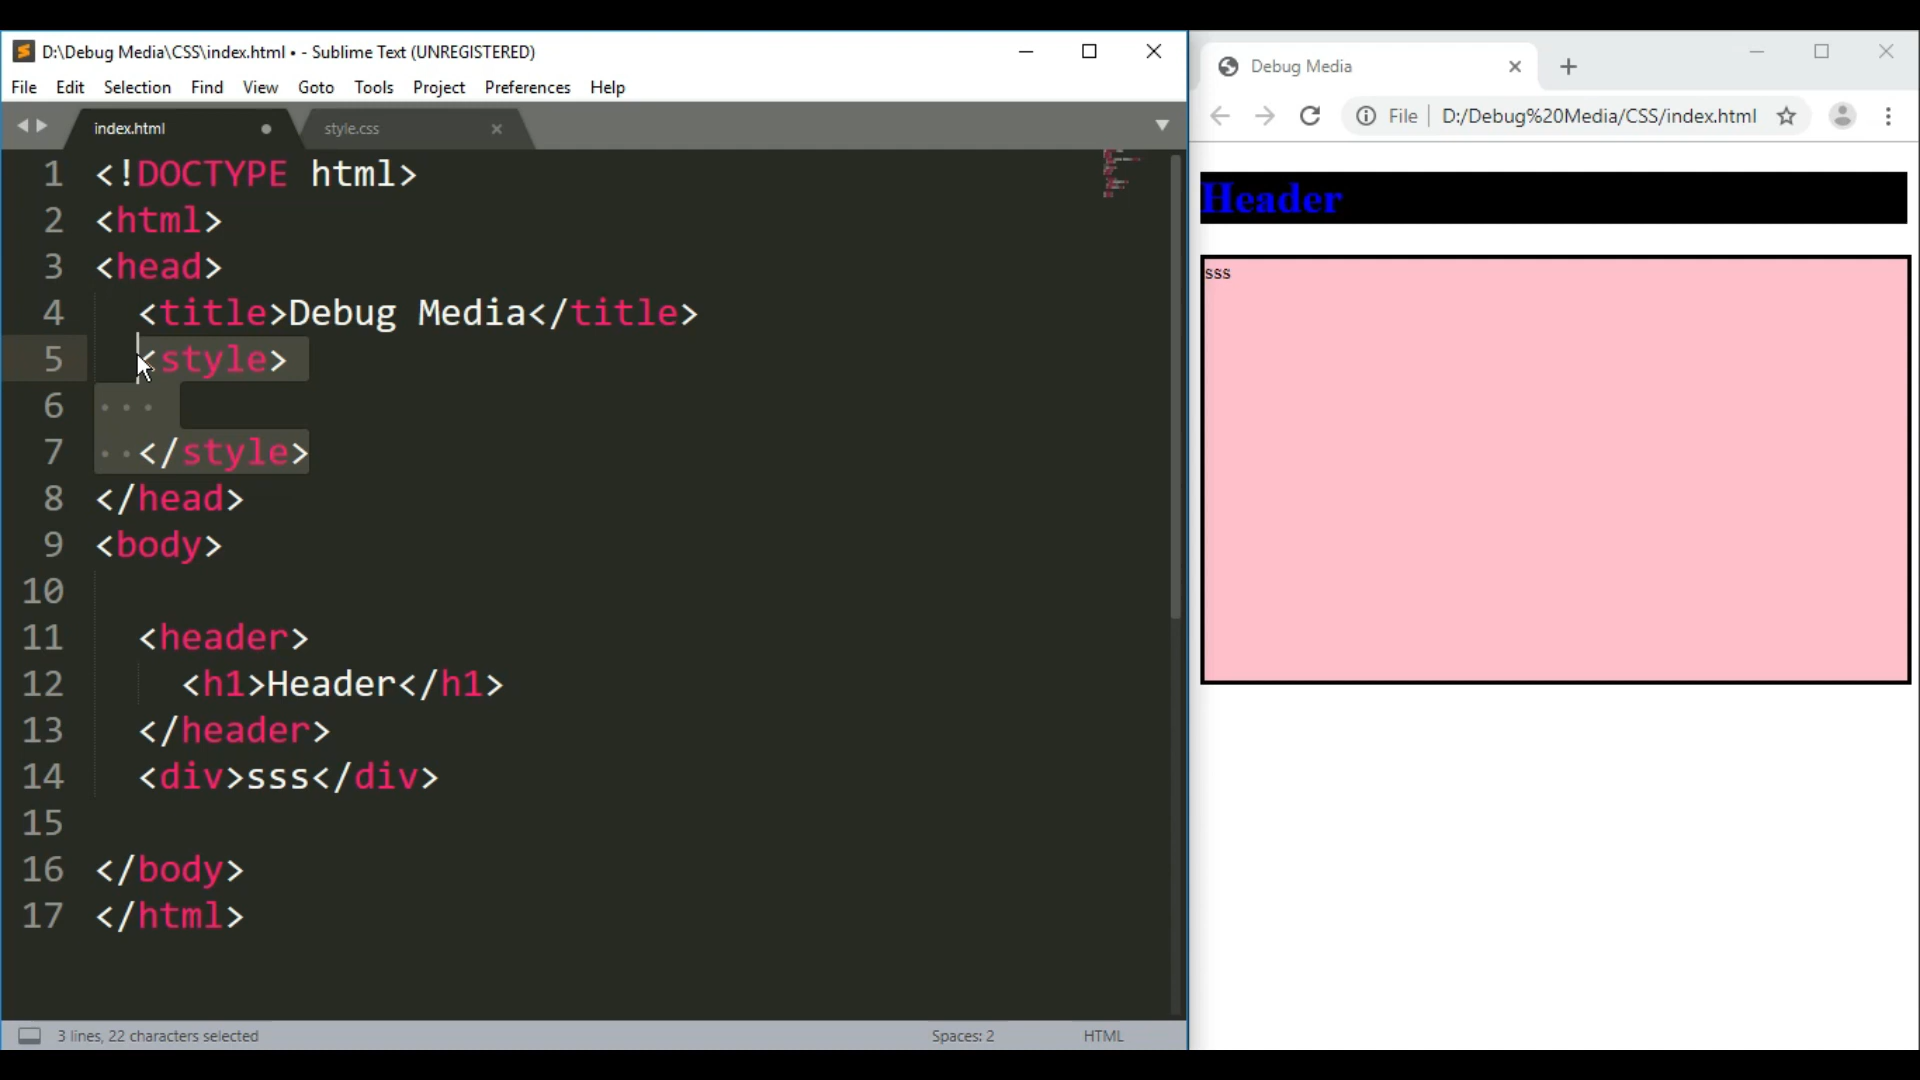 D:\Debug Media\CSS\index.html • - Sublime Text (UNREGISTERED)
File Edit Selection Find View Goto Tools Project Preferences Help
index.html style.css
1 <!DOCTYPE html>
2 <html>
3 <head>
4 <title>Debug Media</title>
5 <style>
6
7 </style>
8 </head>
9 <body>
10
11 <header>
12 <h1>Header</h1>
13 </header>
14 <div>sss</div>
15
16 </body>
17 </html>
3 lines, 22 characters selected Spaces: 2 HTML
Debug Media
File D:/Debug%20Media/CSS/index.html
Header
sss